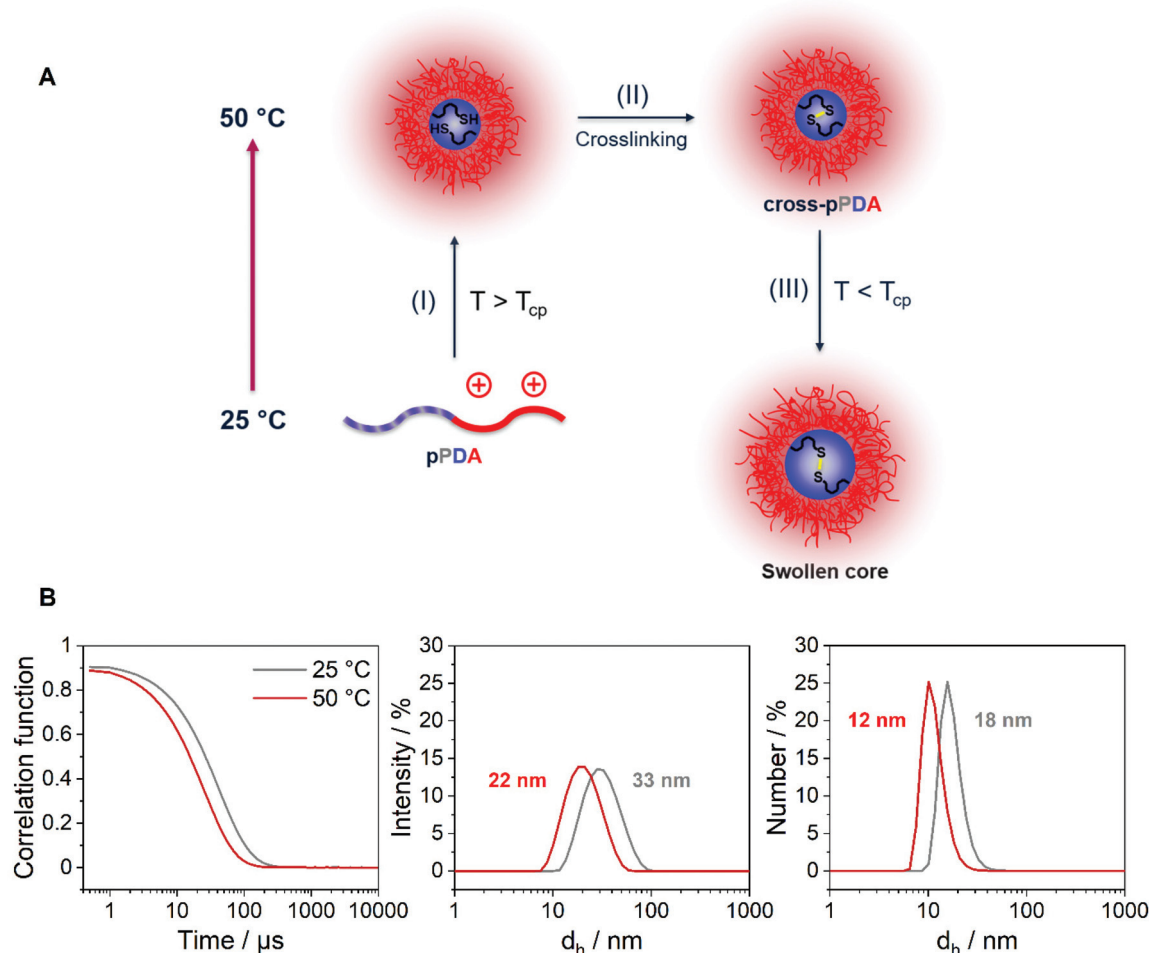 A
50 °C
SH
HS
(II)
Crosslinking
S
S
cross-pPDA
(I)
T > Tcp
(III)
T < Tcp
25 °C
+ +
pPDA
S
S
Swollen core
B
Correlation function
1
0.8
0.6
0.4
0.2
0
25 °C
50 °C
1 10 100 1000 10000
Time / µs
Intensity / %
30
25
20
15
10
5
0
22 nm
33 nm
1 10 100 1000
dh / nm
Number / %
30
25
20
15
10
5
0
12 nm
18 nm
1 10 100 1000
dh / nm